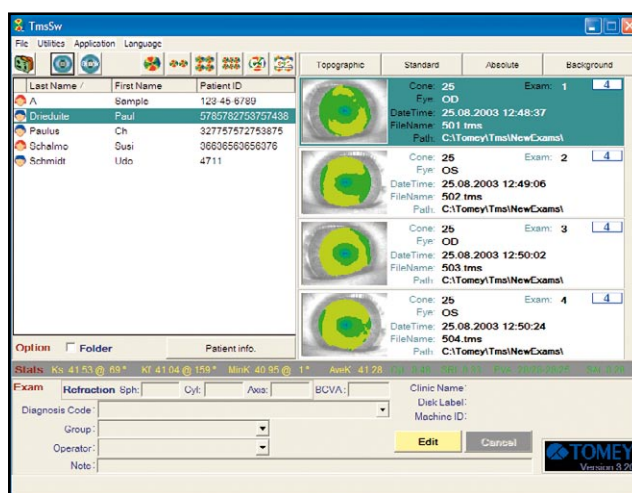 TmsSw
File Utilities Application Language
Topographic Standard Absolute Background
Last Name / First Name Patient ID
A Sample 123-45-6789
Drieduite Paul 5785782753757438
Paulus Ch 327757572753875
Schalmo Susi 36636563656376
Schmidt Udo 4711
Cone: 25 Exam: 1 4
Eye: OD
DateTime: 25.08.2003 12:48:37
FileName: 501.tms
Path: C:\Tomey\Tms\NewExams\
Cone: 25 Exam: 2 4
Eye: OS
DateTime: 25.08.2003 12:49:06
FileName: 502.tms
Path: C:\Tomey\Tms\NewExams\
Cone: 25 Exam: 3 4
Eye: OD
DateTime: 25.08.2003 12:50:02
FileName: 503.tms
Path: C:\Tomey\Tms\NewExams\
Cone: 25 Exam: 4 4
Eye: OS
DateTime: 25.08.2003 12:50:24
FileName: 504.tms
Path: C:\Tomey\Tms\NewExams\
Option Folder Patient info.
Stats Ks 41.53 @ 69° Kf 41.04 @ 159° MinK 40.95 @ 1° AveK 41.28
Exam Refraction Sph: Cyl: Axis: BCVA: Clinic Name:
Diagnosis Code: Disk Label:
Group: Machine ID:
Operator: Edit Cancel
Note: TOMEY
Version 3.20